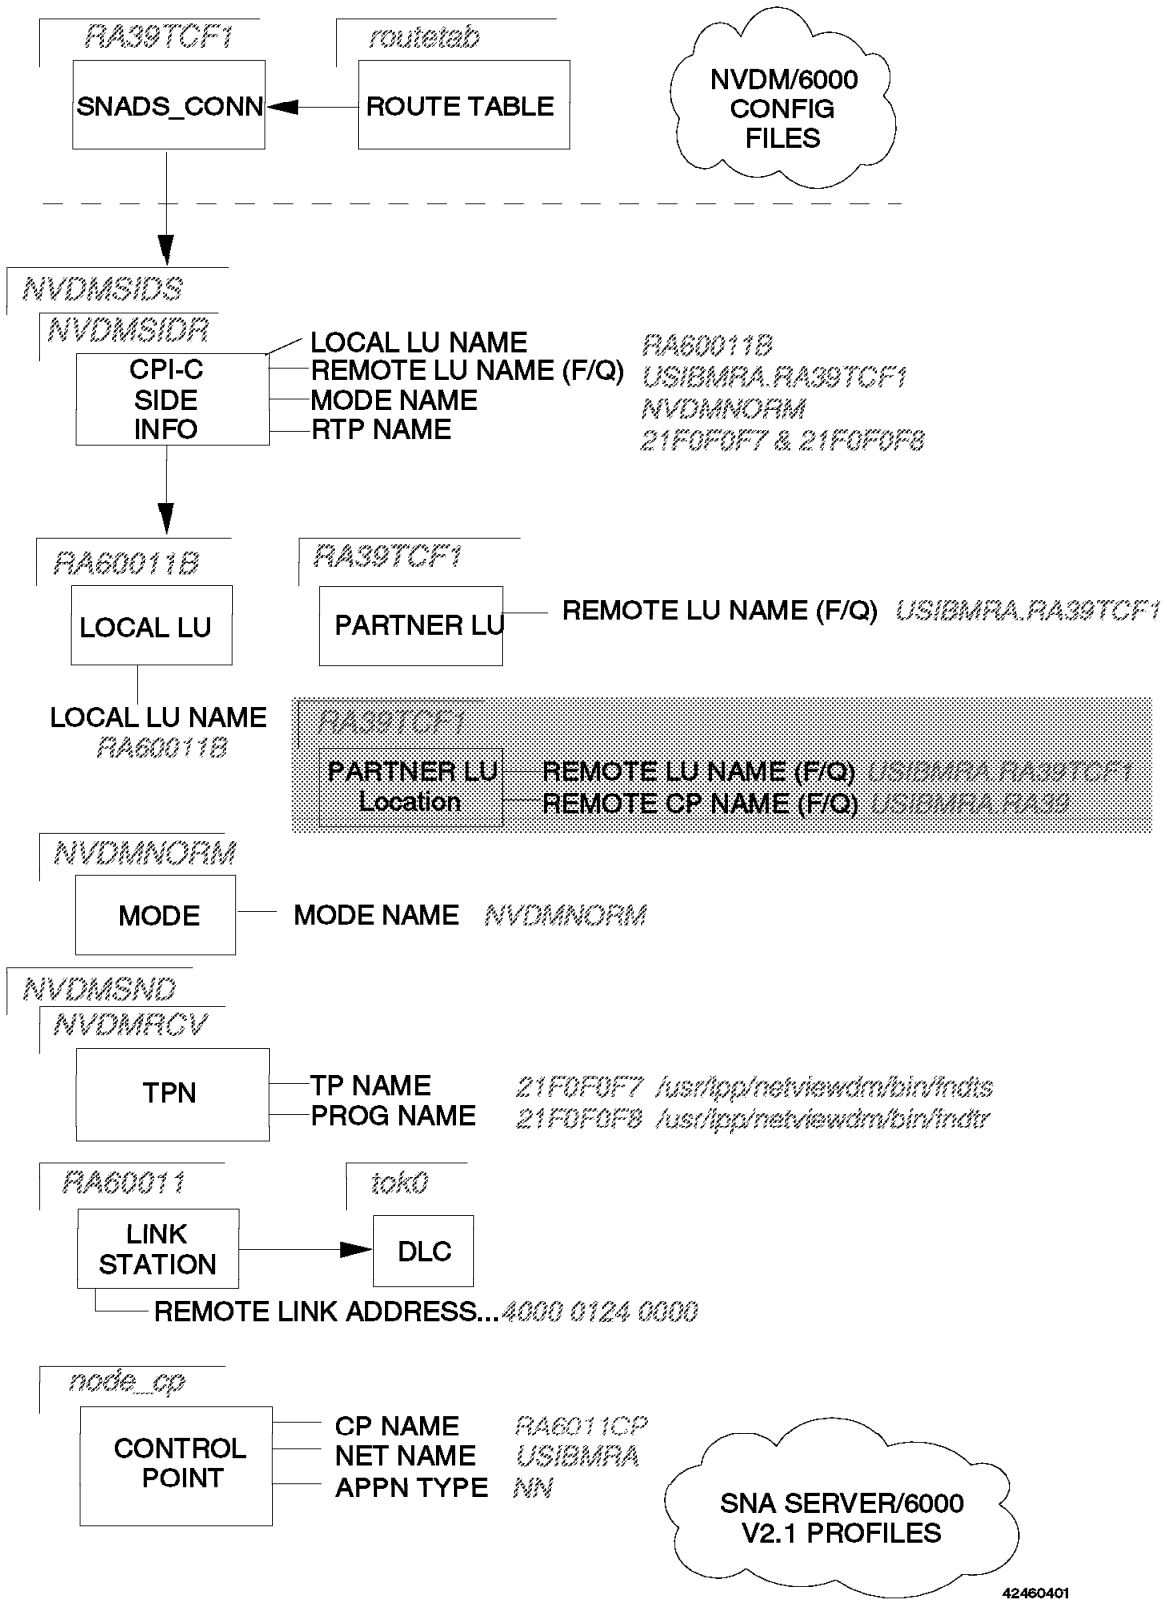 RA39TCF1
routetab
SNADS_CONN
ROUTE TABLE
NVDM/6000
CONFIG
FILES
NVDMSIDS
NVDMSIDR
CPI-C
SIDE
INFO
LOCAL LU NAME RA60011B
REMOTE LU NAME (F/Q) USIBMRA.RA39TCF1
MODE NAME NVDMNORM
RTP NAME 21F0F0F7 & 21F0F0F8
RA60011B
RA39TCF1
LOCAL LU
PARTNER LU
REMOTE LU NAME (F/Q) USIBMRA.RA39TCF1
LOCAL LU NAME
RA60011B
RA39TCF1
PARTNER LU
Location
REMOTE LU NAME (F/Q) USIBMRA.RA39TCF1
REMOTE CP NAME (F/Q) USIBMRA.RA39
NVDMNORM
MODE
MODE NAME NVDMNORM
NVDMSND
NVDMRCV
TPN
TP NAME 21F0F0F7 /usr/lpp/netviewdm/bin/fndts
PROG NAME 21F0F0F8 /usr/lpp/netviewdm/bin/fndtr
RA60011
tok0
LINK
STATION
DLC
REMOTE LINK ADDRESS...4000 0124 0000
node_cp
CONTROL
POINT
CP NAME RA6011CP
NET NAME USIBMRA
APPN TYPE NN
SNA SERVER/6000
V2.1 PROFILES
42460401